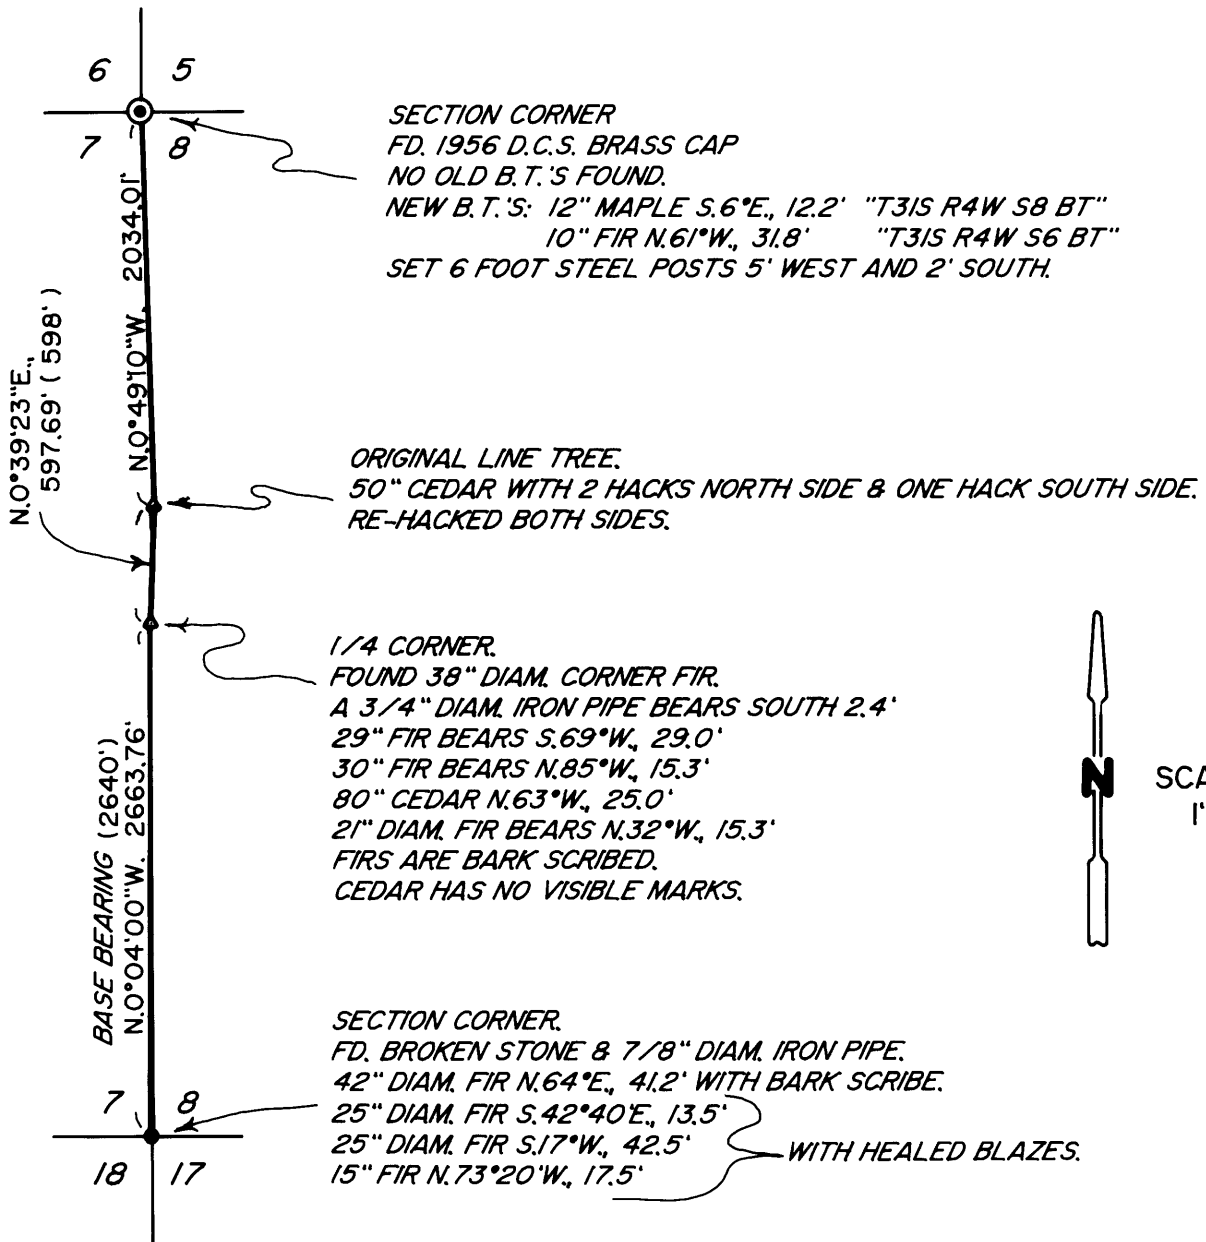 6 5
7 8
SECTION CORNER
FD. 1956 D.C.S. BRASS CAP
NO OLD B.T.'S FOUND.
NEW B.T.'S: 12" MAPLE S.6°E., 12.2' "T31S R4W S8 BT"
10" FIR N.61°W., 31.8' "T31S R4W S6 BT"
SET 6 FOOT STEEL POSTS 5' WEST AND 2' SOUTH.
N.0°49'10"W. 2034.01'
N.0°39'23"E.,
597.69' ( 598' )
ORIGINAL LINE TREE.
50" CEDAR WITH 2 HACKS NORTH SIDE & ONE HACK SOUTH SIDE.
RE-HACKED BOTH SIDES.
1/4 CORNER.
FOUND 38" DIAM. CORNER FIR.
A 3/4" DIAM. IRON PIPE BEARS SOUTH 2.4'
29" FIR BEARS S.69°W., 29.0'
30" FIR BEARS N.85°W., 15.3'
80" CEDAR N.63°W., 25.0'
21" DIAM. FIR BEARS N.32°W., 15.3'
FIRS ARE BARK SCRIBED.
CEDAR HAS NO VISIBLE MARKS.
N
SCA
1"
BASE BEARING (2640')
N.0°04'00"W. 2663.76'
SECTION CORNER.
FD. BROKEN STONE & 7/8" DIAM. IRON PIPE.
42" DIAM. FIR N.64°E., 41.2' WITH BARK SCRIBE.
25" DIAM. FIR S.42°40'E., 13.5'
25" DIAM. FIR S.17°W., 42.5'
15" FIR N.73°20'W., 17.5'
WITH HEALED BLAZES.
7 8
18 17